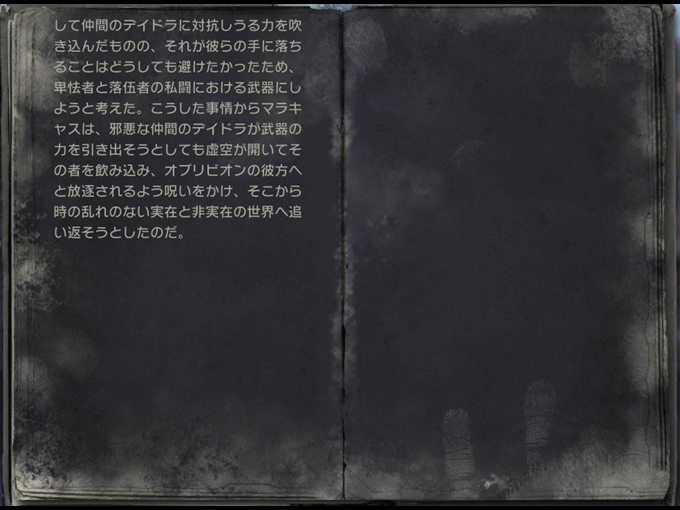 して仲間のデイドラに対抗しうる力を吹
き込んだものの、それが彼らの手に落ち
ることはどうしても避けたかったため、
卑怯者と落伍者の私闘における武器にし
ようと考えた。こうした事情からマラキ
ャスは、邪悪な仲間のデイドラが武器の
力を引き出そうとしても虚空が開いてそ
の者を飲み込み、オブリビオンの彼方へ
と放逐されるよう呪いをかけ、そこから
時の乱れのない実在と非実在の世界へ追
い返そうとしたのだ。